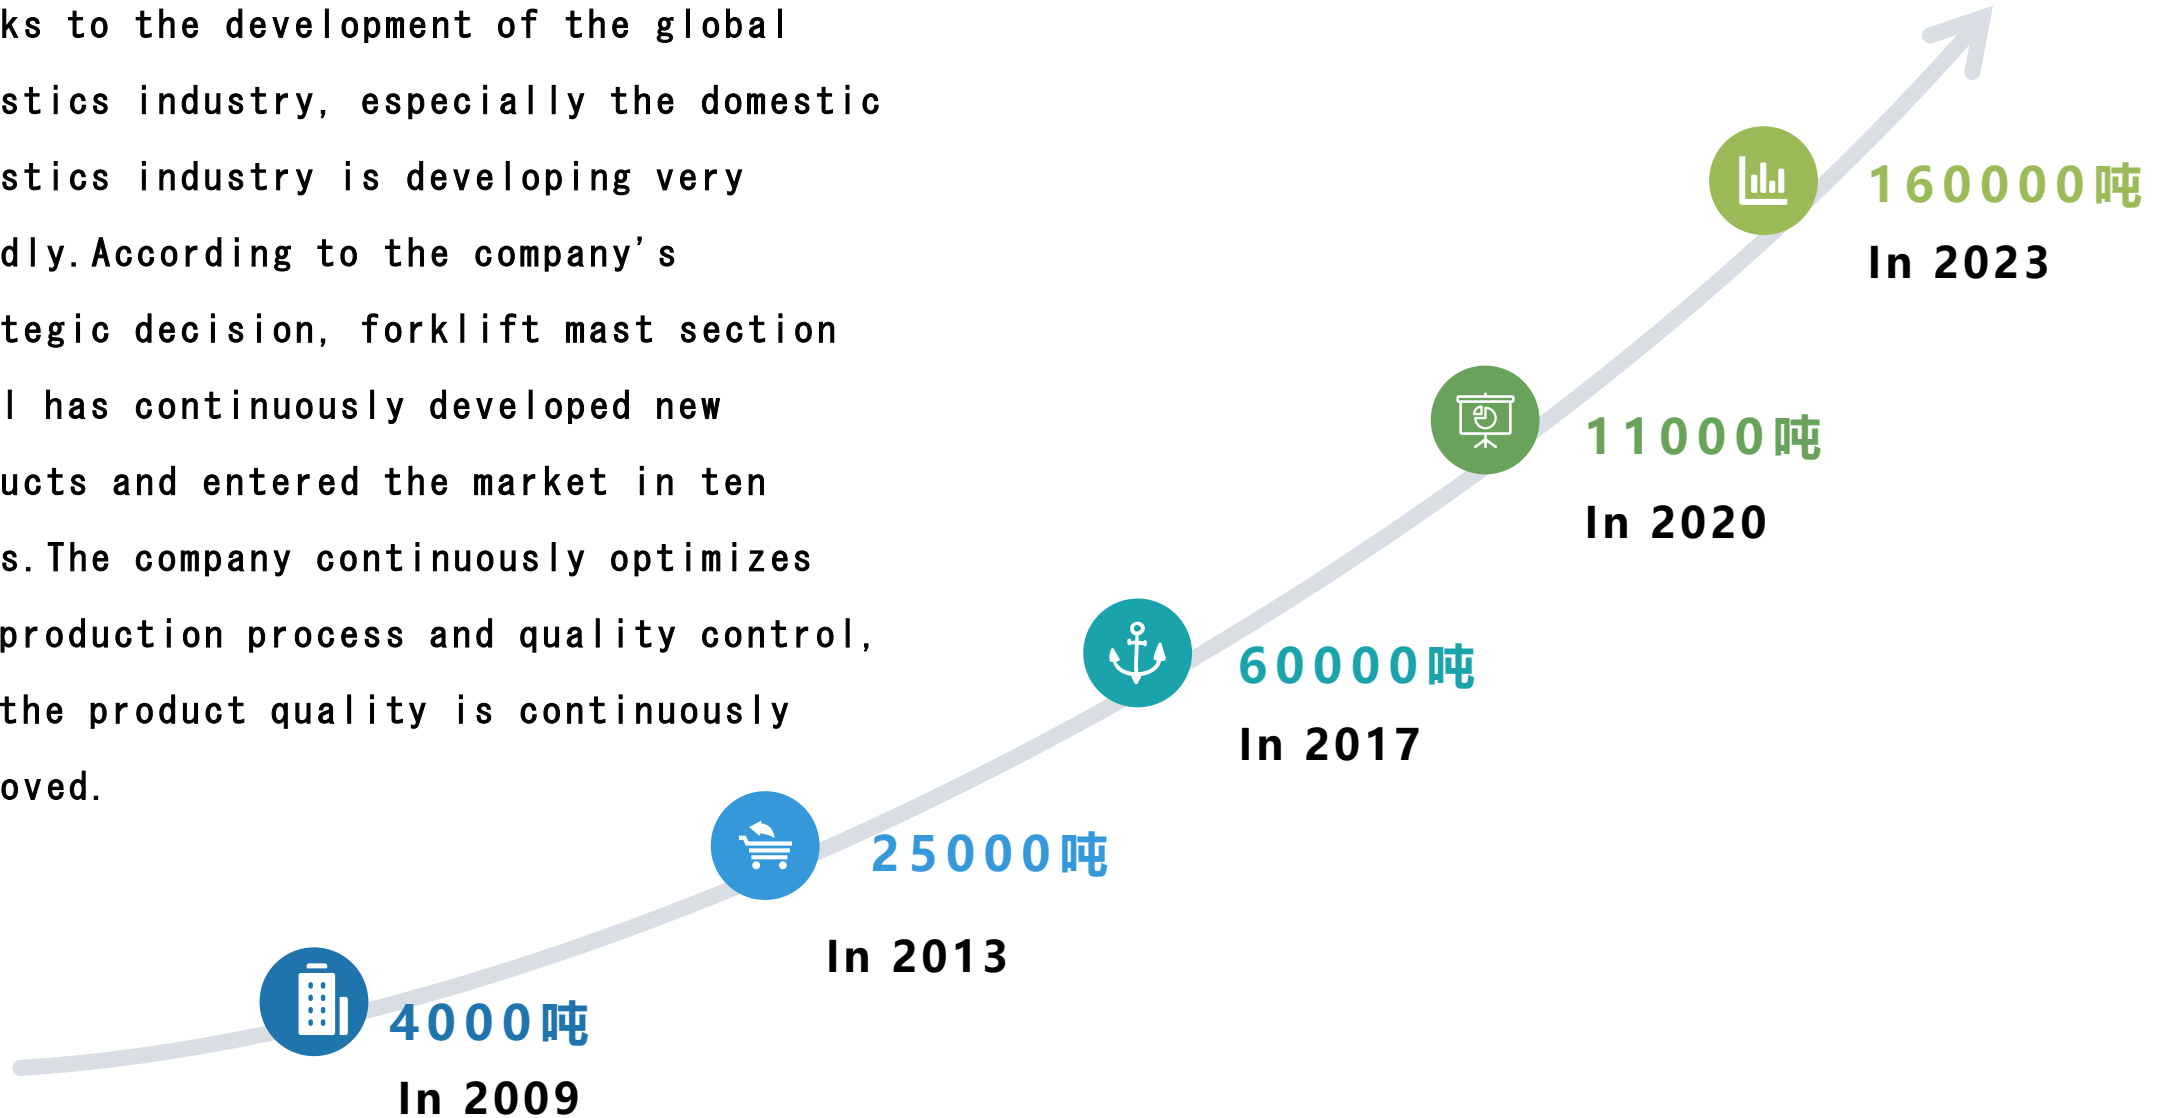 ks to the development of the global
stics industry, especially the domestic
stics industry is developing very
dly.According to the company's
tegic decision, forklift mast section
l has continuously developed new
ucts and entered the market in ten
s.The company continuously optimizes
production process and quality control,
the product quality is continuously
oved.
160000吨
In 2023
11000吨
In 2020
60000吨
In 2017
25000吨
In 2013
4000吨
In 2009